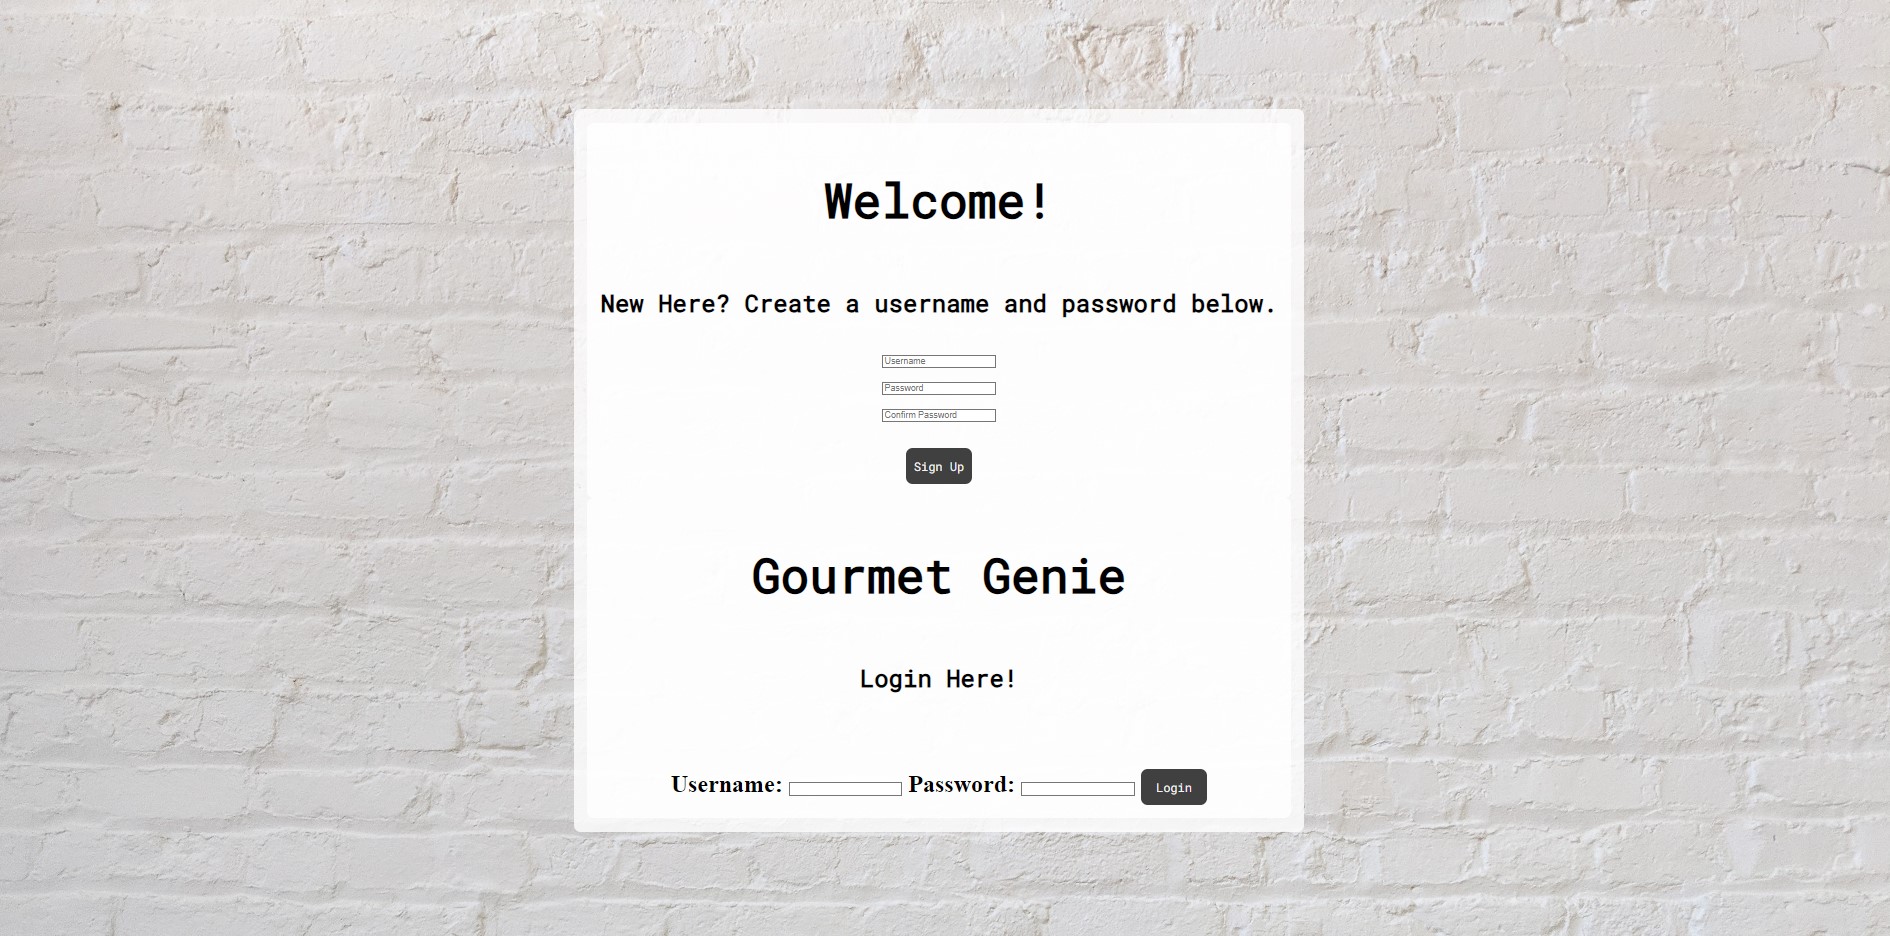 Welcome!
New Here? Create a username and password below.
Username
Password
Confirm Password
Sign Up
Gourmet Genie
Login Here!
Username: Password: Login